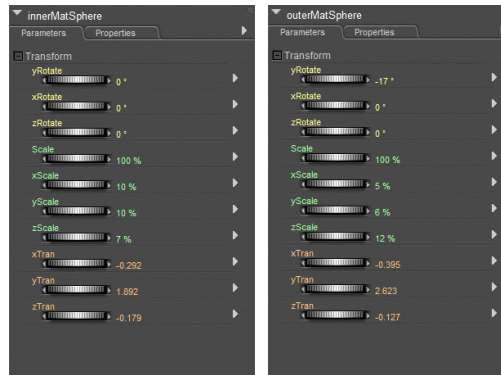 innerMatSphere
Parameters Properties
Transform
yRotate
0 °
xRotate
0 °
zRotate
0 °
Scale
100 %
xScale
10 %
yScale
10 %
zScale
7 %
xTran
-0.292
yTran
1.892
zTran
-0.179
outerMatSphere
Parameters Properties
Transform
yRotate
-17 °
xRotate
0 °
zRotate
0 °
Scale
100 %
xScale
5 %
yScale
6 %
zScale
12 %
xTran
-0.395
yTran
2.623
zTran
-0.127